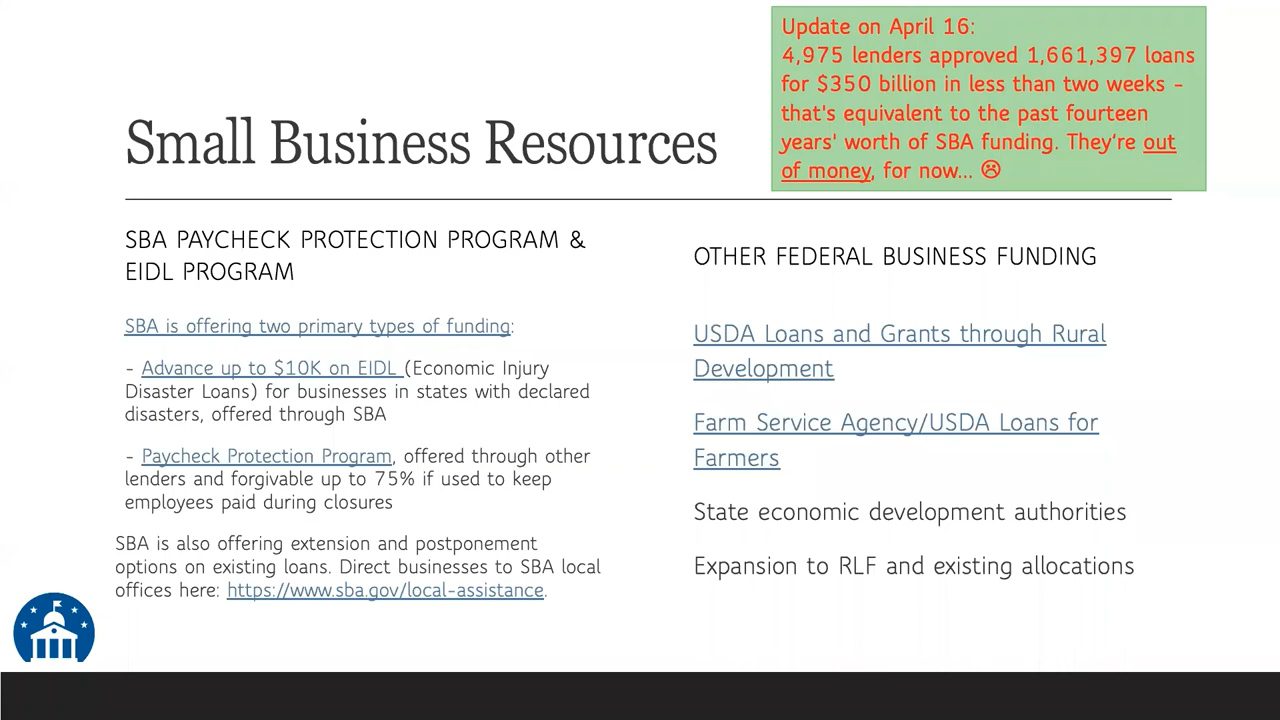 Update on April 16:
4,975 lenders approved 1,661,397 loans
for $350 billion in less than two weeks -
that's equivalent to the past fourteen
years' worth of SBA funding. They're out
of money, for now... ☹
Small Business Resources
SBA PAYCHECK PROTECTION PROGRAM &
EIDL PROGRAM
SBA is offering two primary types of funding:
- Advance up to $10K on EIDL (Economic Injury
Disaster Loans) for businesses in states with declared
disasters, offered through SBA
- Paycheck Protection Program, offered through other
lenders and forgivable up to 75% if used to keep
employees paid during closures
SBA is also offering extension and postponement
options on existing loans. Direct businesses to SBA local
offices here: https://www.sba.gov/local-assistance.
OTHER FEDERAL BUSINESS FUNDING
USDA Loans and Grants through Rural
Development
Farm Service Agency/USDA Loans for
Farmers
State economic development authorities
Expansion to RLF and existing allocations